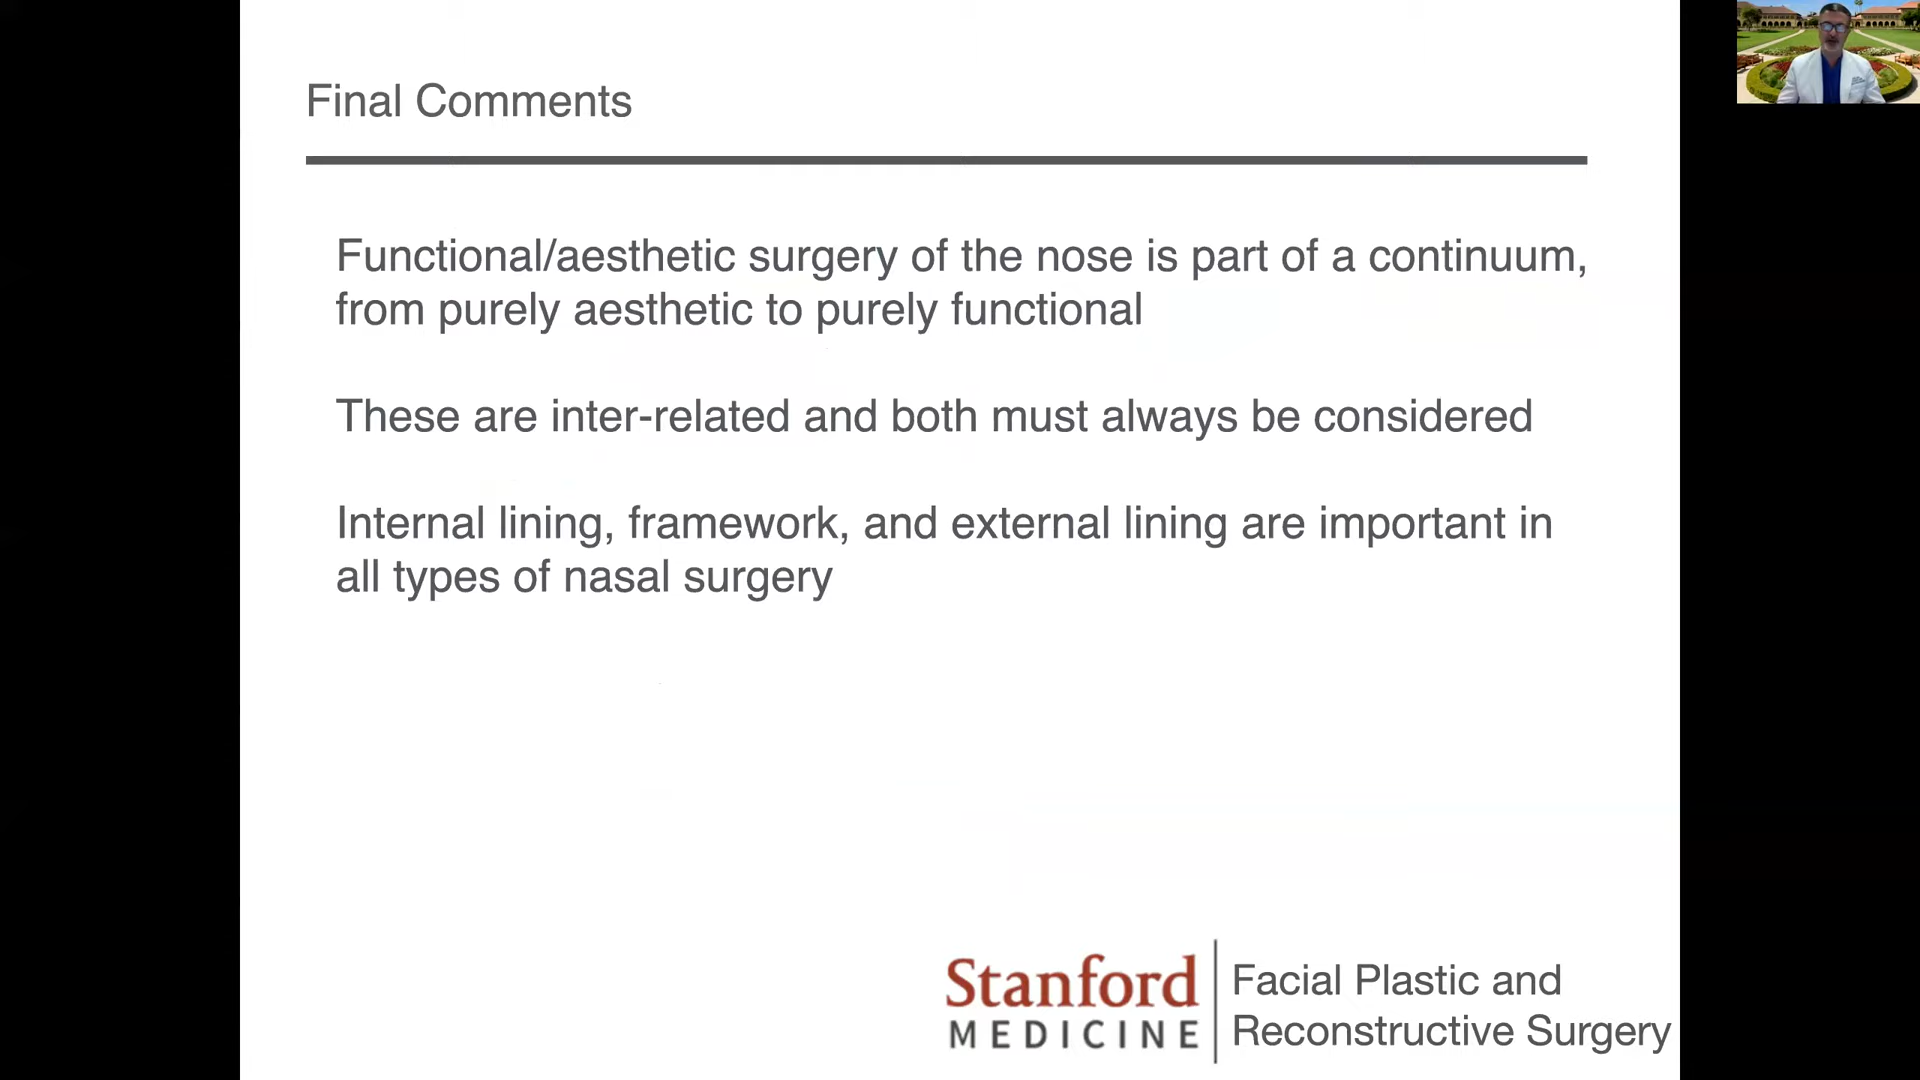 Final Comments
Functional/aesthetic surgery of the nose is part of a continuum,
from purely aesthetic to purely functional
These are inter-related and both must always be considered
Internal lining, framework, and external lining are important in
all types of nasal surgery
Stanford
MEDICINE
Facial Plastic and
Reconstructive Surgery